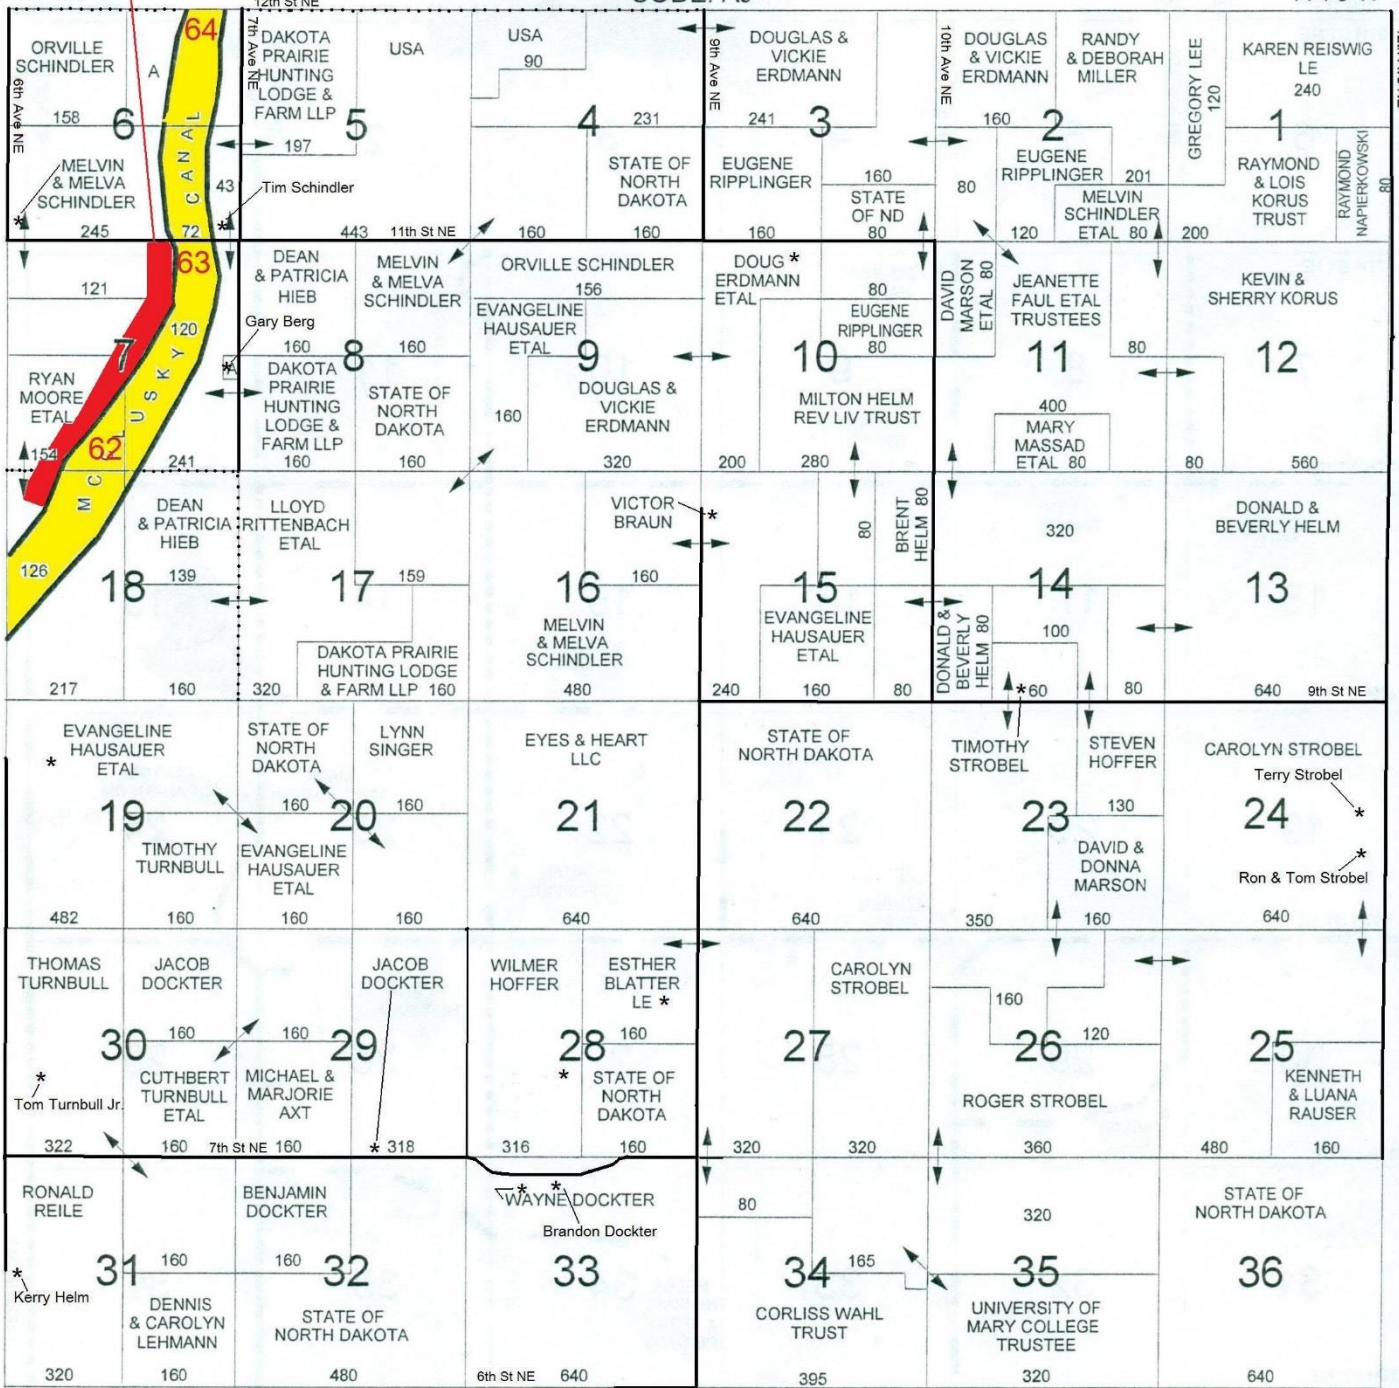 12th St NE
64
7th Ave NE
ORVILLE
SCHINDLER
A
6th Ave NE
158
6
MELVIN
& MELVA
SCHINDLER
245
72
43
Tim Schindler
MCCLUSKY CANAL
DAKOTA
PRAIRIE
HUNTING
LODGE &
FARM LLP
197
USA
5
443
11th St NE
USA
90
4
231
STATE OF
NORTH
DAKOTA
160
160
9th Ave NE
DOUGLAS &
VICKIE
ERDMANN
241
3
EUGENE
RIPPLINGER
160
STATE
OF ND
160
80
10th Ave NE
DOUGLAS
& VICKIE
ERDMANN
RANDY
& DEBORAH
MILLER
160
2
EUGENE
RIPPLINGER
80
201
MELVIN
SCHINDLER
ETAL 80
120
GREGORY LEE
120
KAREN REISWIG
LE
240
1
RAYMOND
& LOIS
KORUS
TRUST
RAYMOND
NAPIERKOWSKI
80
200
63
121
7
120
Gary Berg
A
RYAN
MOORE
ETAL
154
62
241
DEAN
& PATRICIA
HIEB
MELVIN
& MELVA
SCHINDLER
160
8
160
DAKOTA
PRAIRIE
HUNTING
LODGE &
FARM LLP
160
STATE OF
NORTH
DAKOTA
160
ORVILLE SCHINDLER
156
EVANGELINE
HAUSAUER
ETAL
9
160
DOUGLAS &
VICKIE
ERDMANN
320
DOUG *
ERDMANN
ETAL
80
EUGENE
RIPPLINGER
10
80
MILTON HELM
REV LIV TRUST
200
280
DAVID
MARSON
ETAL 80
JEANETTE
FAUL ETAL
TRUSTEES
11
80
400
MARY
MASSAD
ETAL 80
80
KEVIN &
SHERRY KORUS
12
560
126
DEAN
& PATRICIA
HIEB
18
139
217
160
LLOYD
RITTENBACH
ETAL
17
159
DAKOTA PRAIRIE
HUNTING LODGE
& FARM LLP 160
320
VICTOR
BRAUN
*
16
160
MELVIN
& MELVA
SCHINDLER
480
80
BRENT
HELM 80
15
EVANGELINE
HAUSAUER
ETAL
240
160
80
320
14
DONALD &
BEVERLY
HELM 80
100
*60
80
DONALD &
BEVERLY HELM
13
640
9th St NE
EVANGELINE
HAUSAUER
ETAL
*
19
TIMOTHY
TURNBULL
482
160
STATE OF
NORTH
DAKOTA
LYNN
SINGER
160
20
160
EVANGELINE
HAUSAUER
ETAL
160
160
EYES & HEART
LLC
21
640
STATE OF
NORTH DAKOTA
22
640
TIMOTHY
STROBEL
STEVEN
HOFFER
23
130
DAVID &
DONNA
MARSON
350
160
CAROLYN STROBEL
Terry Strobel
24
*
*
Ron & Tom Strobel
640
THOMAS
TURNBULL
JACOB
DOCKTER
30
160
*
Tom Turnbull Jr.
CUTHBERT
TURNBULL
ETAL
322
160
7th St NE
JACOB
DOCKTER
160
29
MICHAEL &
MARJORIE
AXT
160
* 318
WILMER
HOFFER
ESTHER
BLATTER
LE *
28
160
*
STATE OF
NORTH
DAKOTA
316
160
CAROLYN
STROBEL
27
320
320
160
26
120
ROGER STROBEL
360
25
KENNETH
& LUANA
RAUSER
480
160
RONALD
REILE
31
160
*
Kerry Helm
DENNIS
& CAROLYN
LEHMANN
320
160
BENJAMIN
DOCKTER
160
32
STATE OF
NORTH DAKOTA
480
*
*
WAYNE DOCKTER
Brandon Dockter
33
6th St NE
640
80
34
165
CORLISS WAHL
TRUST
395
320
35
UNIVERSITY OF
MARY COLLEGE
TRUSTEE
320
STATE OF
NORTH DAKOTA
36
640